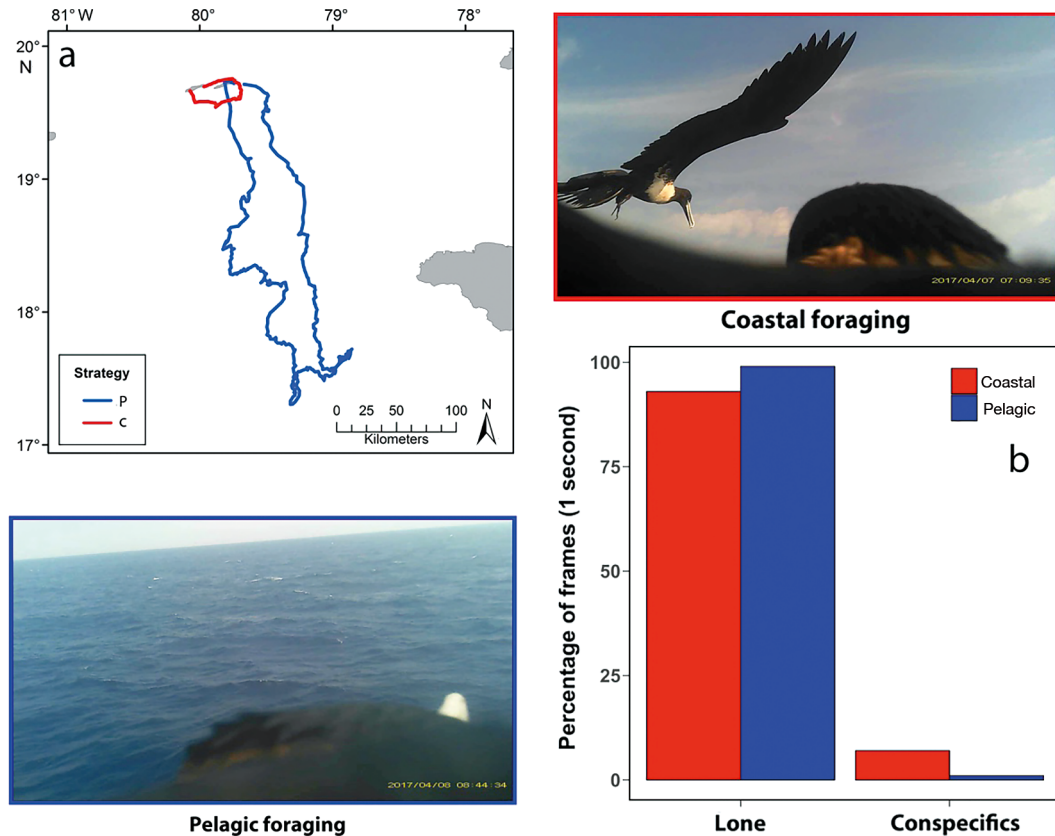 81° W 80° 79° 78°
20°
N
19°
18°
17°
a
Strategy
P
C
0 25 50 100
Kilometers
N
2017/04/07 07:09:35
Coastal foraging
2017/04/08 08:44:34
Pelagic foraging
Percentage of frames (1 second)
100
75
50
25
0
Coastal
Pelagic
b
Lone Conspecifics